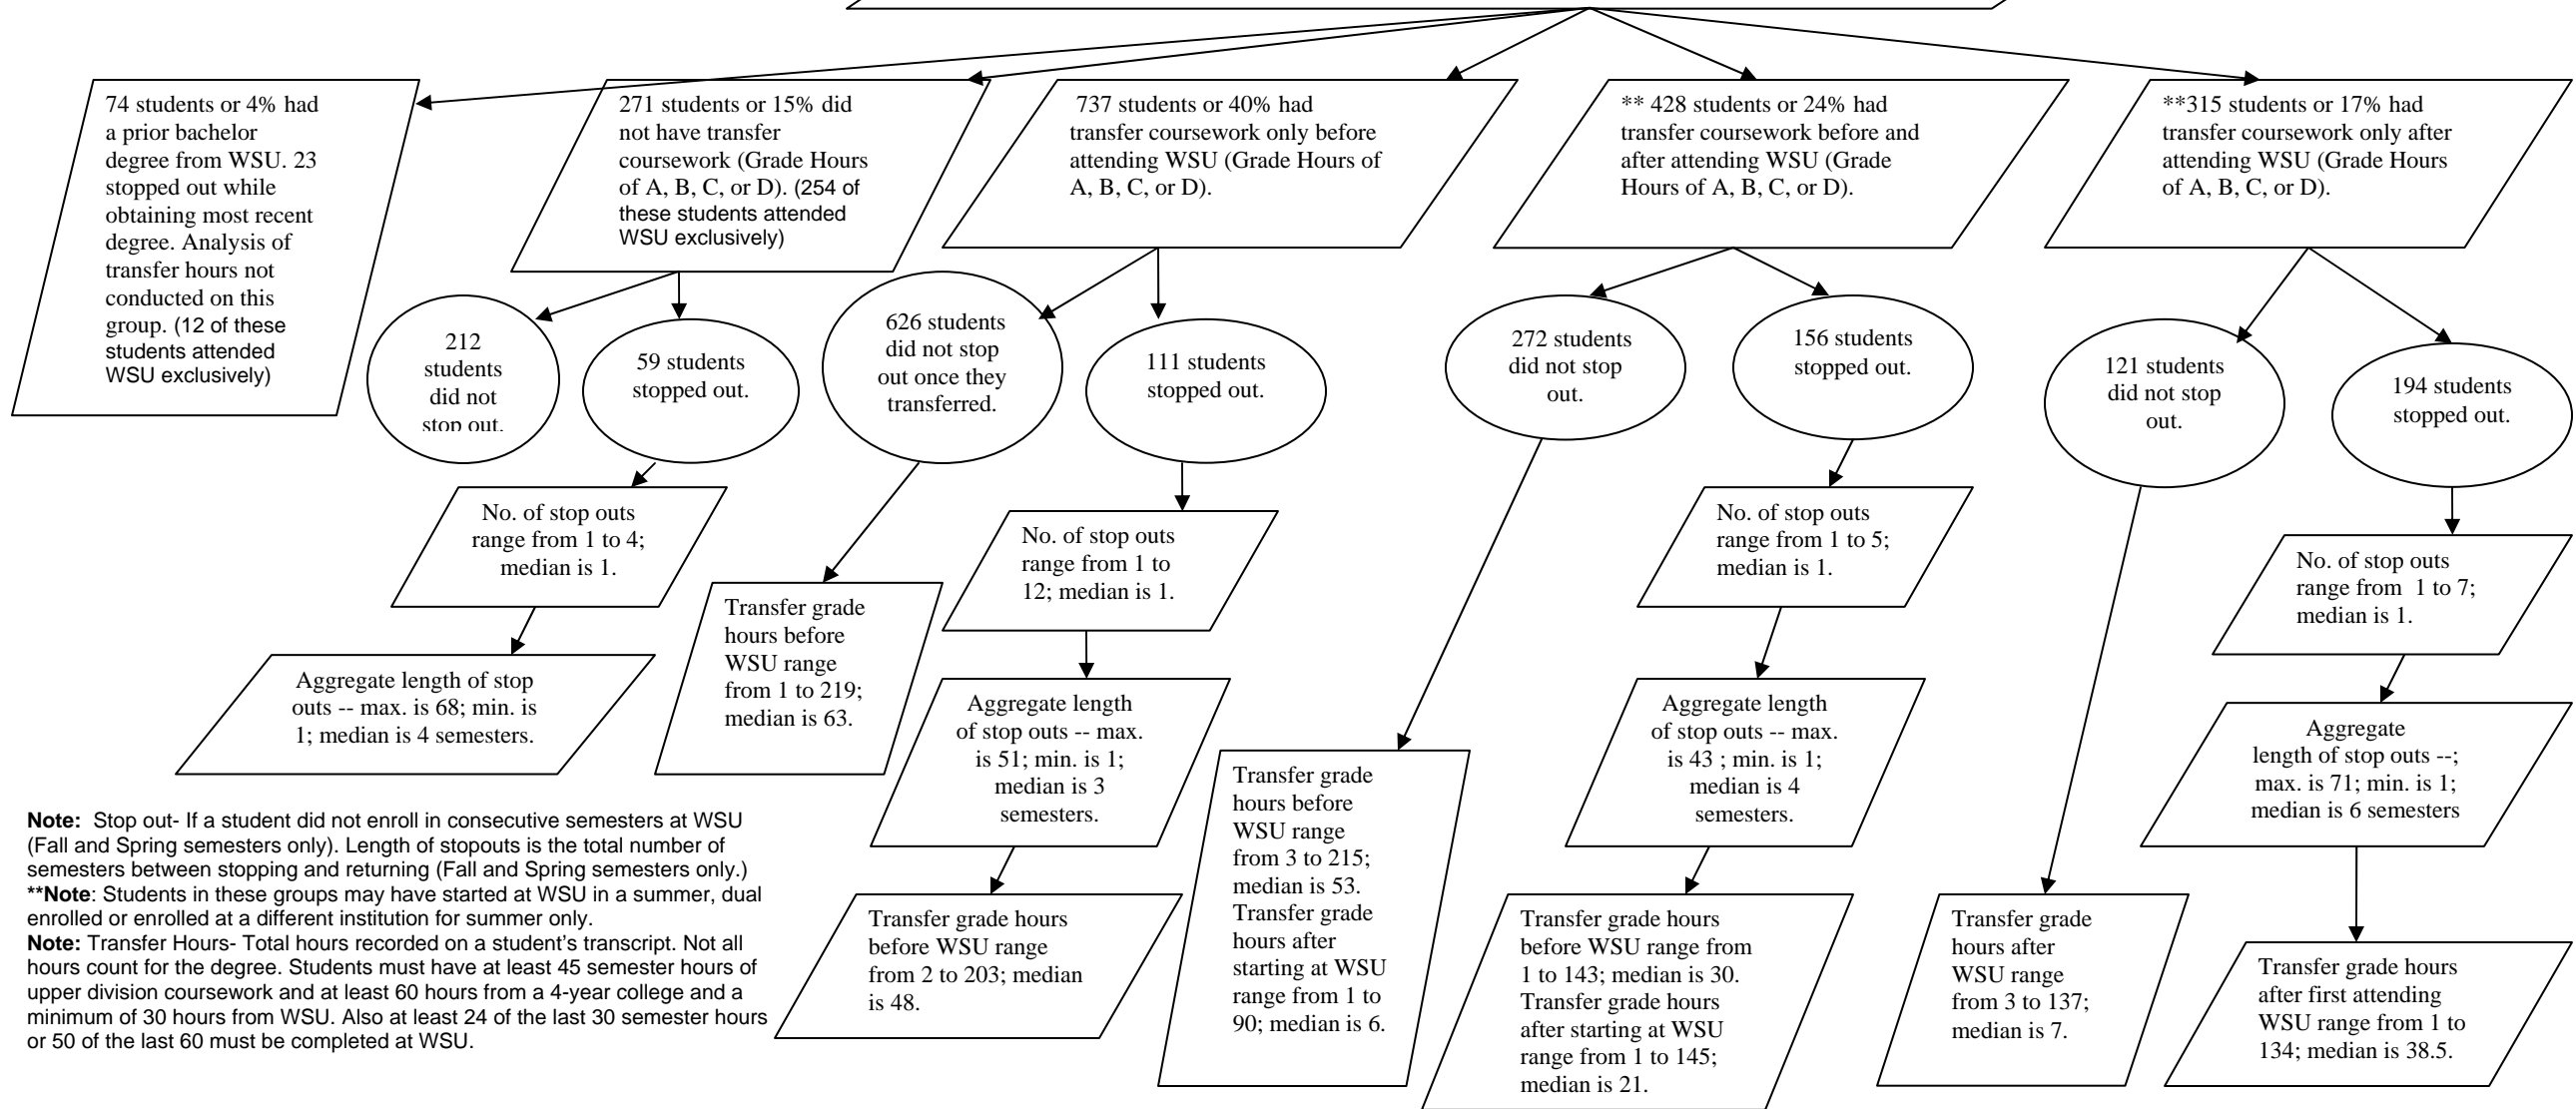 74 students or 4% had
a prior bachelor
degree from WSU. 23
stopped out while
obtaining most recent
degree. Analysis of
transfer hours not
conducted on this
group. (12 of these
students attended
WSU exclusively)
271 students or 15% did
not have transfer
coursework (Grade Hours
of A, B, C, or D). (254 of
these students attended
WSU exclusively)
737 students or 40% had
transfer coursework only before
attending WSU (Grade Hours of
A, B, C, or D).
** 428 students or 24% had
transfer coursework before and
after attending WSU (Grade
Hours of A, B, C, or D).
**315 students or 17% had
transfer coursework only after
attending WSU (Grade Hours
of A, B, C, or D).
212
students
did not
stop out.
59 students
stopped out.
626 students
did not stop
out once they
transferred.
111 students
stopped out.
272 students
did not stop
out.
156 students
stopped out.
121 students
did not stop
out.
194 students
stopped out.
No. of stop outs
range from 1 to 4;
median is 1.
Transfer grade
hours before
WSU range
from 1 to 219;
median is 63.
No. of stop outs
range from 1 to
12; median is 1.
No. of stop outs
range from 1 to 5;
median is 1.
No. of stop outs
range from  1 to 7;
median is 1.
Aggregate length of stop
outs -- max. is 68; min. is
1; median is 4 semesters.
Aggregate length
of stop outs -- max.
is 51; min. is 1;
median is 3
semesters.
Transfer grade
hours before
WSU range
from 3 to 215;
median is 53.
Transfer grade
hours after
starting at WSU
range from 1 to
90; median is 6.
Aggregate length
of stop outs -- max.
is 43 ; min. is 1;
median is 4
semesters.
Aggregate
length of stop outs --;
max. is 71; min. is 1;
median is 6 semesters
Note:  Stop out- If a student did not enroll in consecutive semesters at WSU
(Fall and Spring semesters only). Length of stopouts is the total number of
semesters between stopping and returning (Fall and Spring semesters only.)
**Note: Students in these groups may have started at WSU in a summer, dual
enrolled or enrolled at a different institution for summer only.
Note: Transfer Hours- Total hours recorded on a student's transcript. Not all
hours count for the degree. Students must have at least 45 semester hours of
upper division coursework and at least 60 hours from a 4-year college and a
minimum of 30 hours from WSU. Also at least 24 of the last 30 semester hours
or 50 of the last 60 must be completed at WSU.
Transfer grade hours
before WSU range
from 2 to 203; median
is 48.
Transfer grade hours
before WSU range from
1 to 143; median is 30.
Transfer grade hours
after starting at WSU
range from 1 to 145;
median is 21.
Transfer grade
hours after
WSU range
from 3 to 137;
median is 7.
Transfer grade hours
after first attending
WSU range from 1 to
134; median is 38.5.